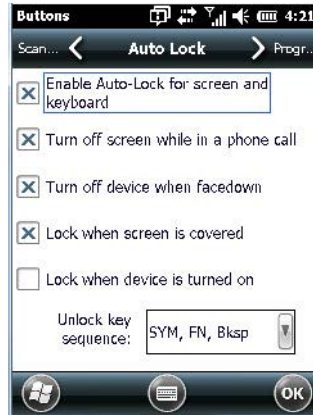 Buttons 4:21
Scan... Auto Lock Progr..
Enable Auto-Lock for screen and
keyboard
Turn off screen while in a phone call
Turn off device when facedown
Lock when screen is covered
Lock when device is turned on
Unlock key
sequence:
SYM, FN, Bksp
OK